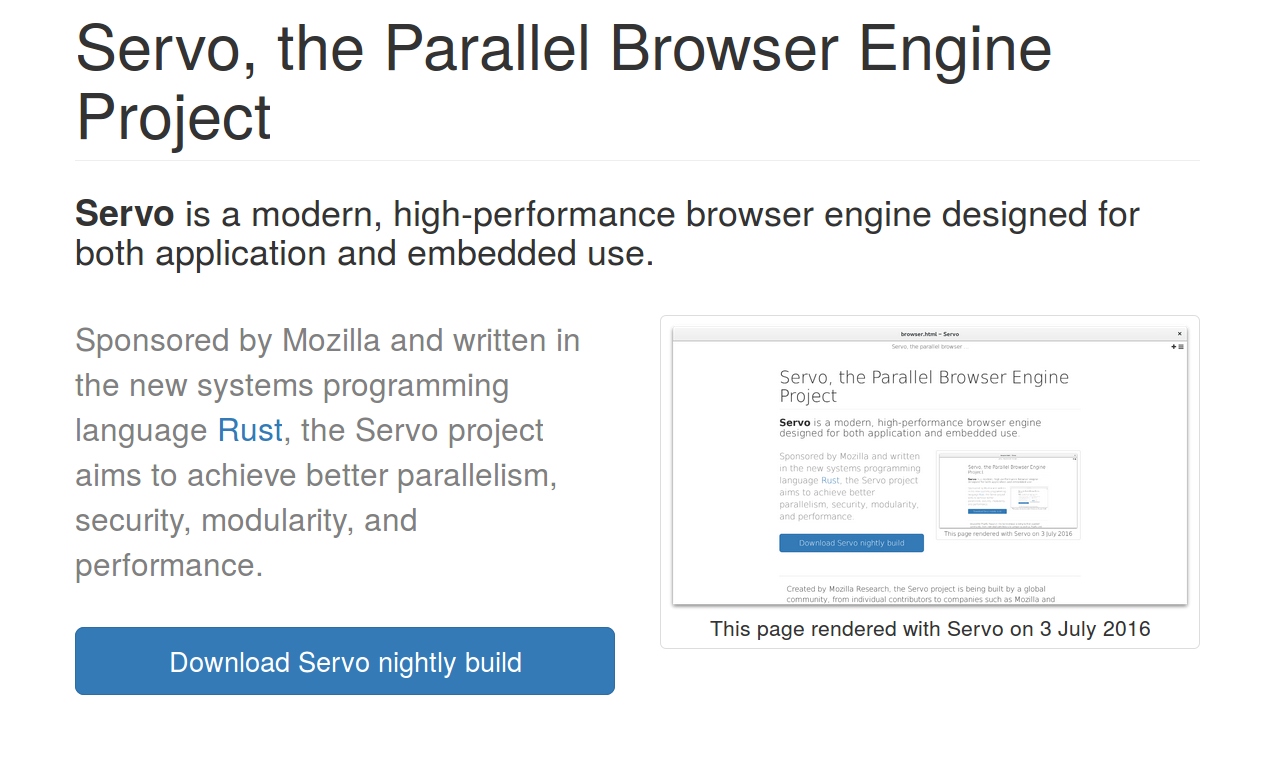 Servo, the Parallel Browser Engine
Project
Servo is a modern, high-performance browser engine designed for
both application and embedded use.
Sponsored by Mozilla and written in
the new systems programming
language Rust, the Servo project
aims to achieve better parallelism,
security, modularity, and
performance.
Download Servo nightly build
browser.html – Servo
Servo, the parallel browser ...
Servo, the Parallel Browser Engine
Project
Servo is a modern, high-performance browser engine
designed for both application and embedded use.
Sponsored by Mozilla and written
in the new systems programming
language Rust, the Servo project
aims to achieve better
parallelism, security, modularity,
and performance.
Download Servo nightly build
Servo, the Parallel Browser Engine
Project
This page rendered with Servo on 3 July 2016
Created by Mozilla Research, the Servo project is being built by a global
community, from individual contributors to companies such as Mozilla and
This page rendered with Servo on 3 July 2016